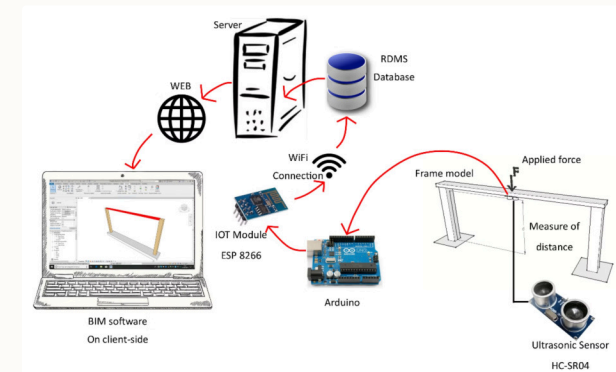 Server
RDMS
Database
WEB
WiFi
Connection
Applied force
F
Frame model
Measure of
distance
IOT Module
ESP 8266
Arduino
BIM software
On client-side
Ultrasonic Sensor
HC-SR04